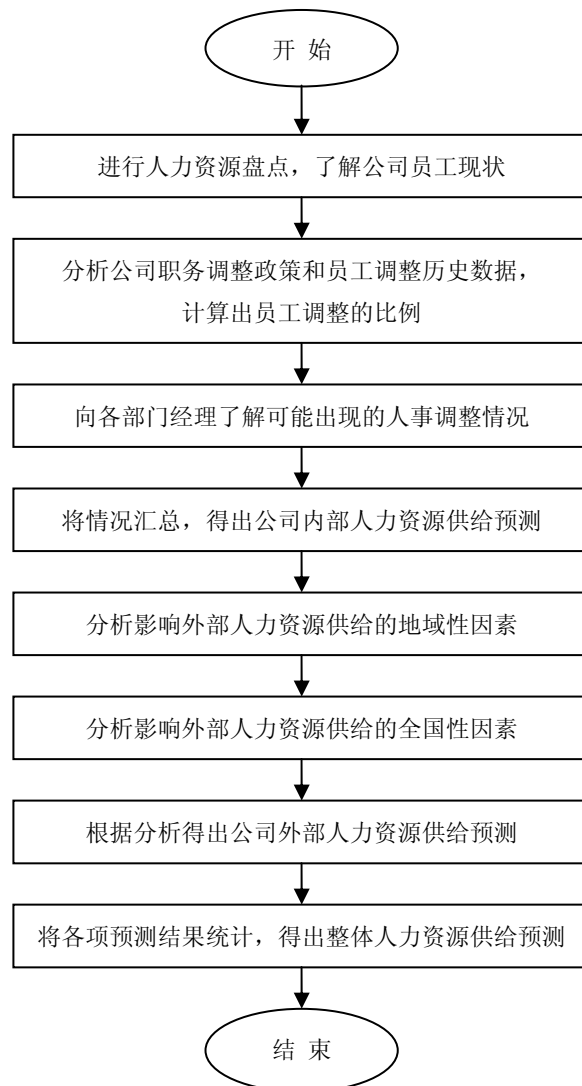 开 始
进行人力资源盘点，了解公司员工现状
分析公司职务调整政策和员工调整历史数据，
计算出员工调整的比例
向各部门经理了解可能出现的人事调整情况
将情况汇总，得出公司内部人力资源供给预测
分析影响外部人力资源供给的地域性因素
分析影响外部人力资源供给的全国性因素
根据分析得出公司外部人力资源供给预测
将各项预测结果统计，得出整体人力资源供给预测
结 束